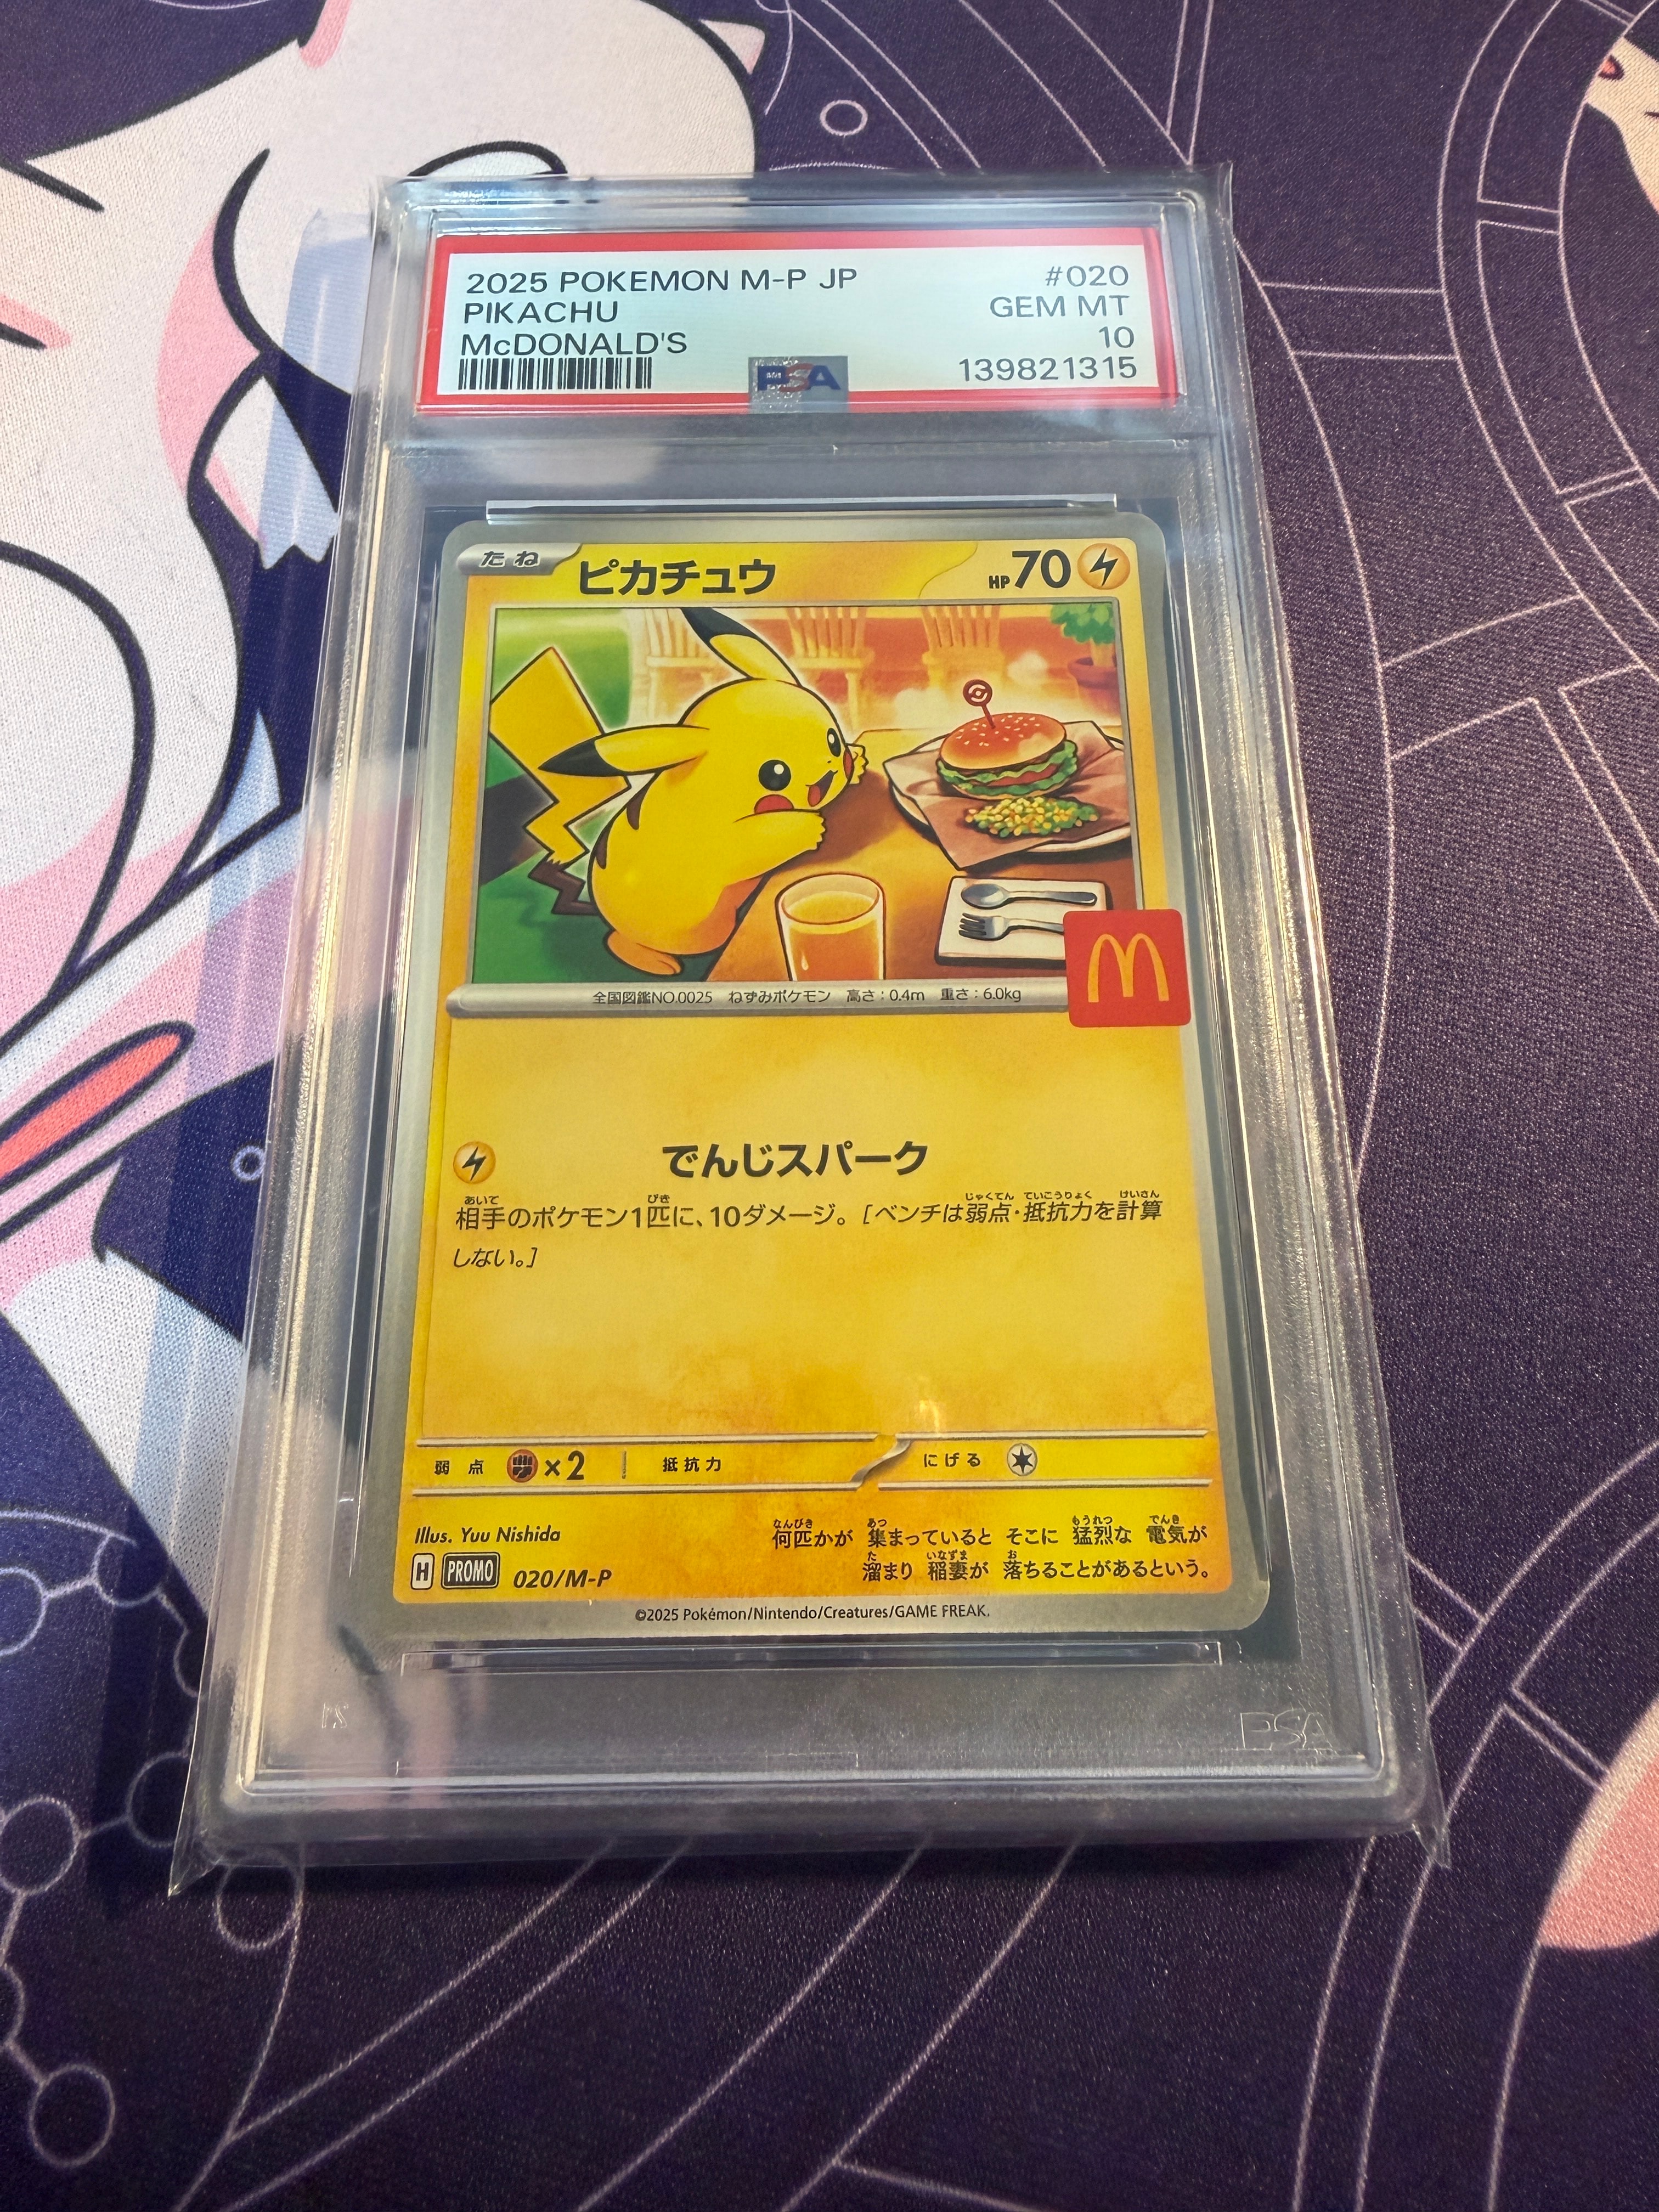 2025 POKEMON M-P JP #020
PIKACHU GEM MT
McDONALD'S 10
139821315
PSA
たね ピカチュウ HP70
全国図鑑NO.0025 ねずみポケモン 高さ:0.4m 重さ:6.0kg
M
でんじスパーク
相手のポケモン1匹に、10ダメージ。[ベンチは弱点・抵抗力を計算
しない。]
弱点 ×2 抵抗力 にげる
Illus. Yuu Nishida
何匹かが 集まっていると そこに 猛烈な 電気が
溜まり 稲妻が 落ちることがあるという。
H PROMO 020/M-P
©2025 Pokémon/Nintendo/Creatures/GAME FREAK.
PSA